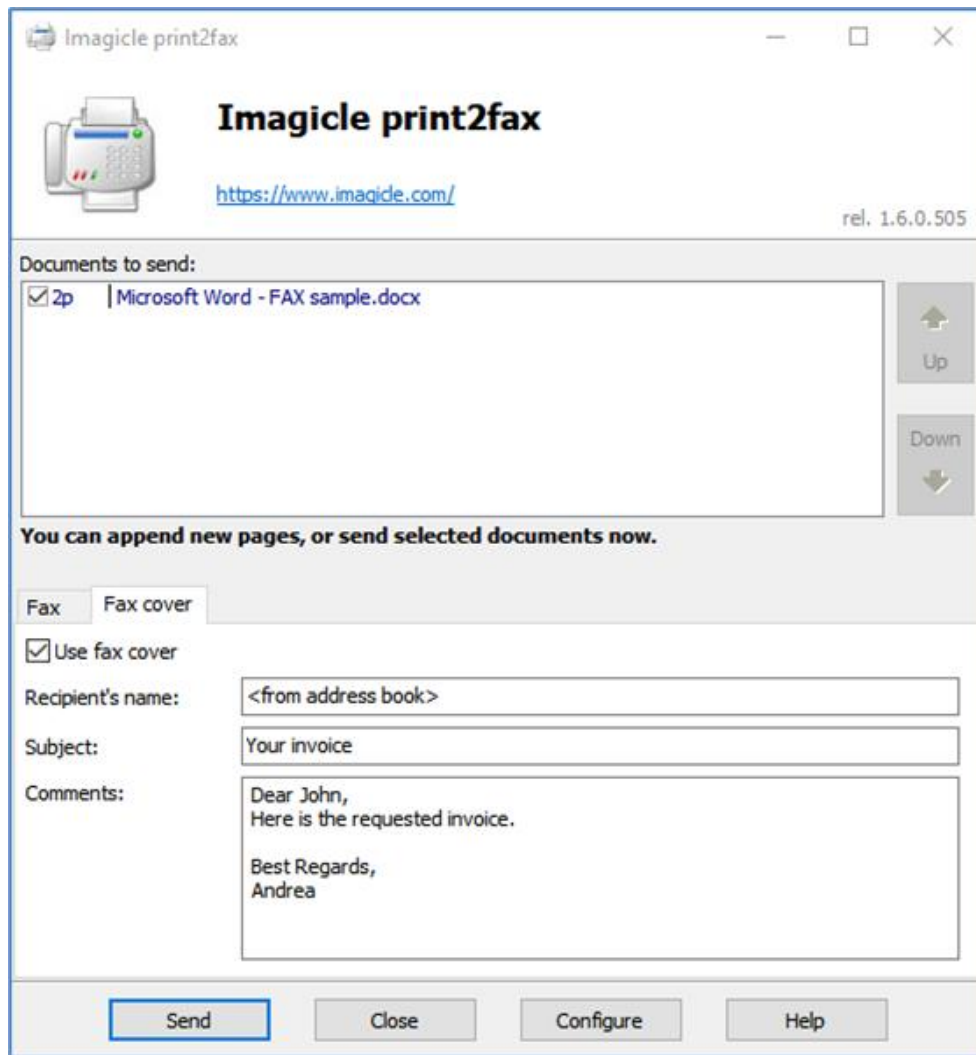 Imagicle print2fax
Imagicle print2fax
https://www.imagicle.com/
rel. 1.6.0.505
Documents to send:
2p Microsoft Word - FAX sample.docx
Up
Down
You can append new pages, or send selected documents now.
Fax Fax cover
Use fax cover
Recipient's name: <from address book>
Subject: Your invoice
Comments: Dear John,
Here is the requested invoice.
Best Regards,
Andrea
Send Close Configure Help